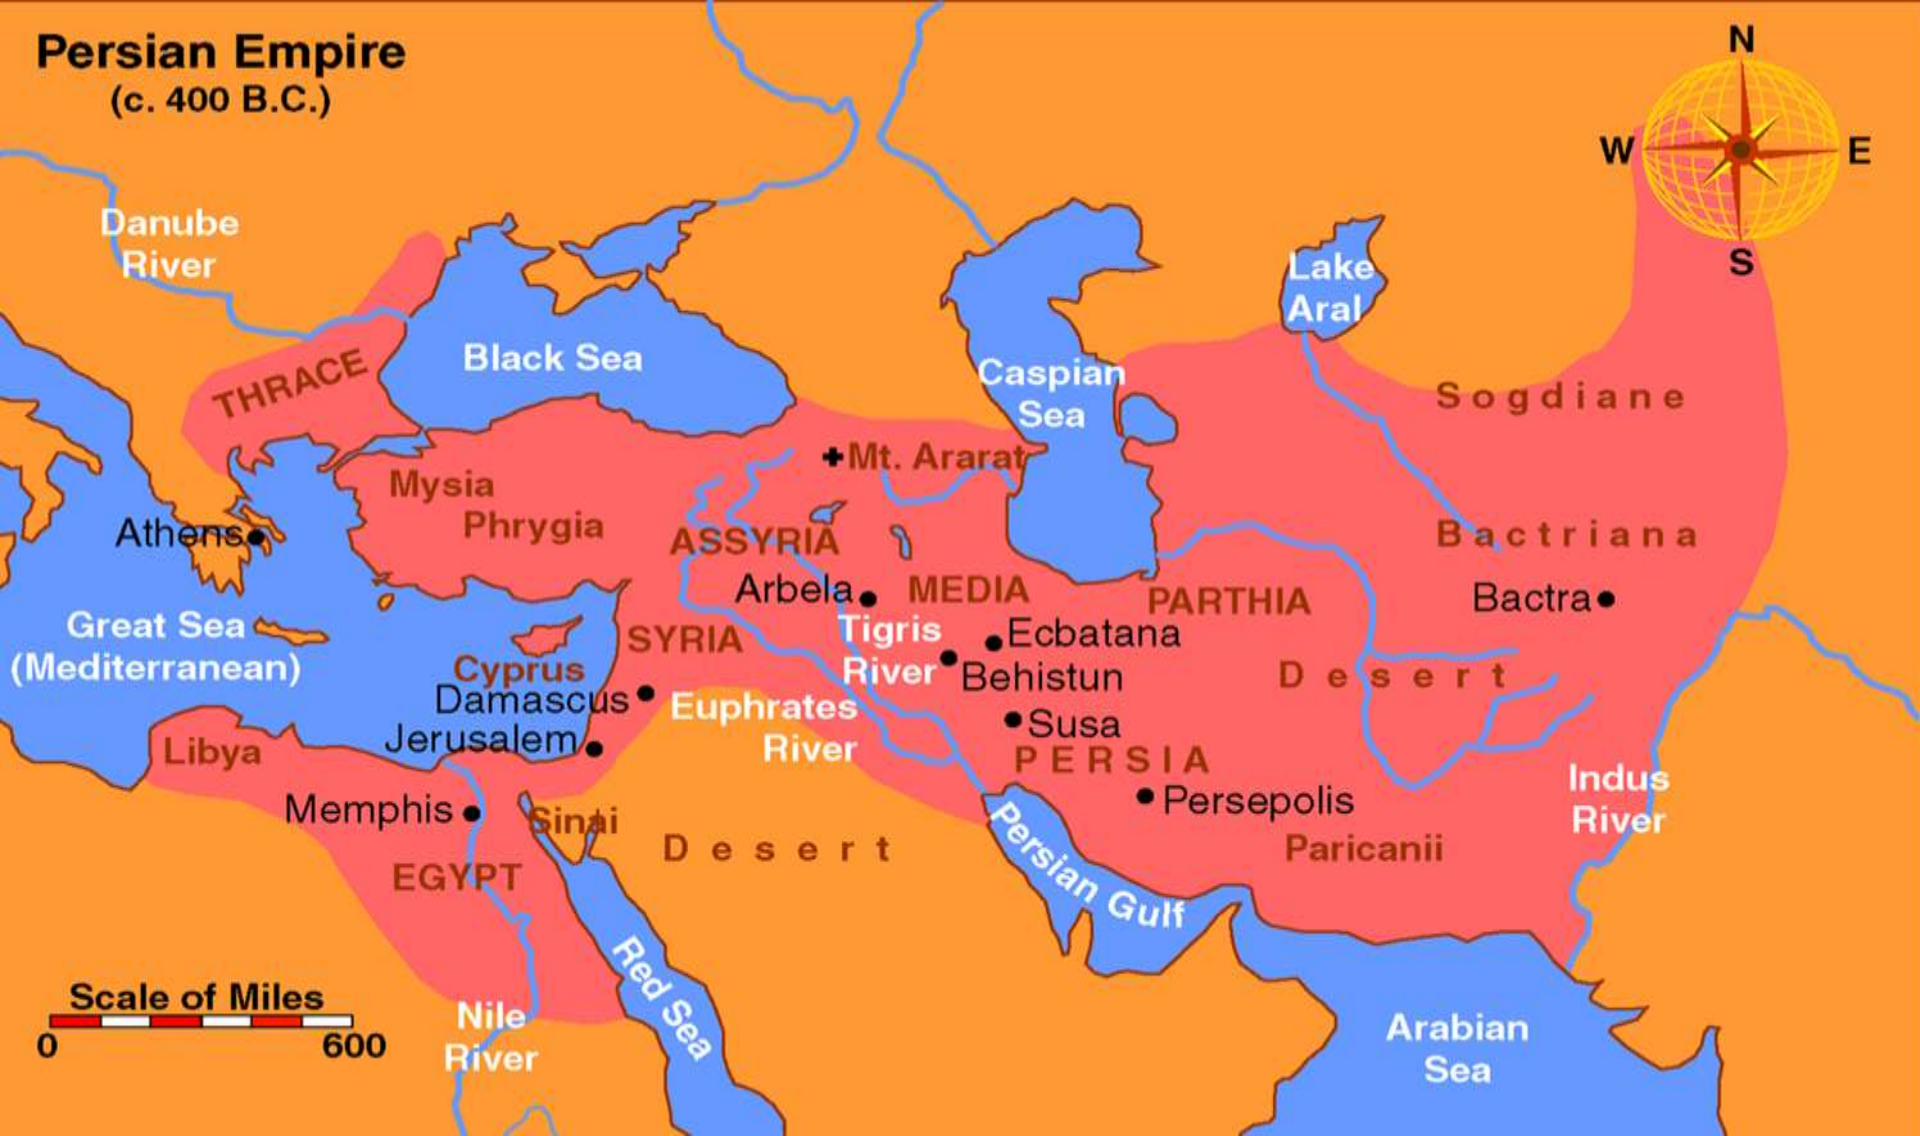 Persian Empire
(c. 400 B.C.)
N
W
E
S
Danube
River
THRACE
Black Sea
Caspian
Sea
Lake
Aral
Sogdiane
Mt. Ararat
Mysia
Phrygia
Athens
ASSYRIA
Bactriana
Arbela
MEDIA
PARTHIA
Bactra
Great Sea
(Mediterranean)
SYRIA
Tigris
River
Ecbatana
Behistun
Cyprus
Desert
Damascus
Euphrates
River
Susa
Jerusalem
Libya
PERSIA
Indus
River
Memphis
Sinai
Persepolis
Desert
Paricanii
EGYPT
Persian Gulf
Red Sea
Scale of Miles
0 600
Nile
River
Arabian
Sea